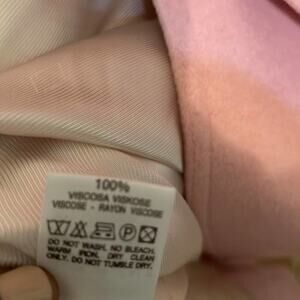 100%
VISCOSA VISKOSE
VISCOSE - RAYON VISCOSE
DO NOT WASH, NO BLEACH,
WARM IRON, DRY CLEAN
ONLY. DO NOT TUMBLE DRY.